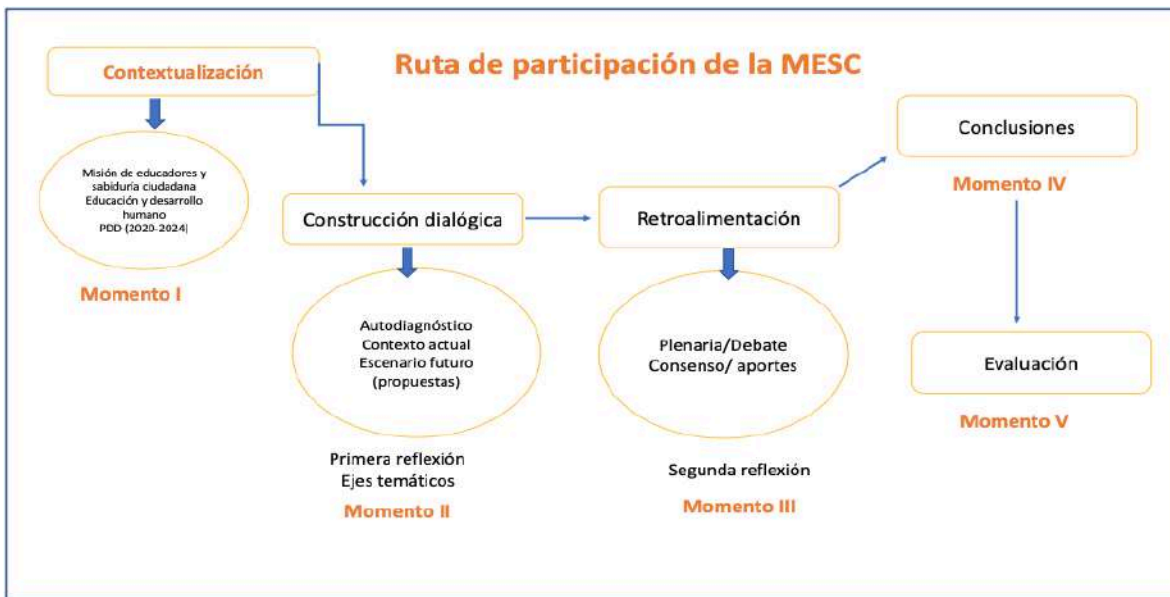 Ruta de participación de la MESC
Contextualización
Misión de educadores y
sabiduría ciudadana
Educación y desarrollo
humano
PDD (2020-2024)
Momento I
Construcción dialógica
Autodiagnóstico
Contexto actual
Escenario futuro
(propuestas)
Primera reflexión
Ejes temáticos
Momento II
Retroalimentación
Plenaria/Debate
Consenso/ aportes
Segunda reflexión
Momento III
Conclusiones
Momento IV
Evaluación
Momento V